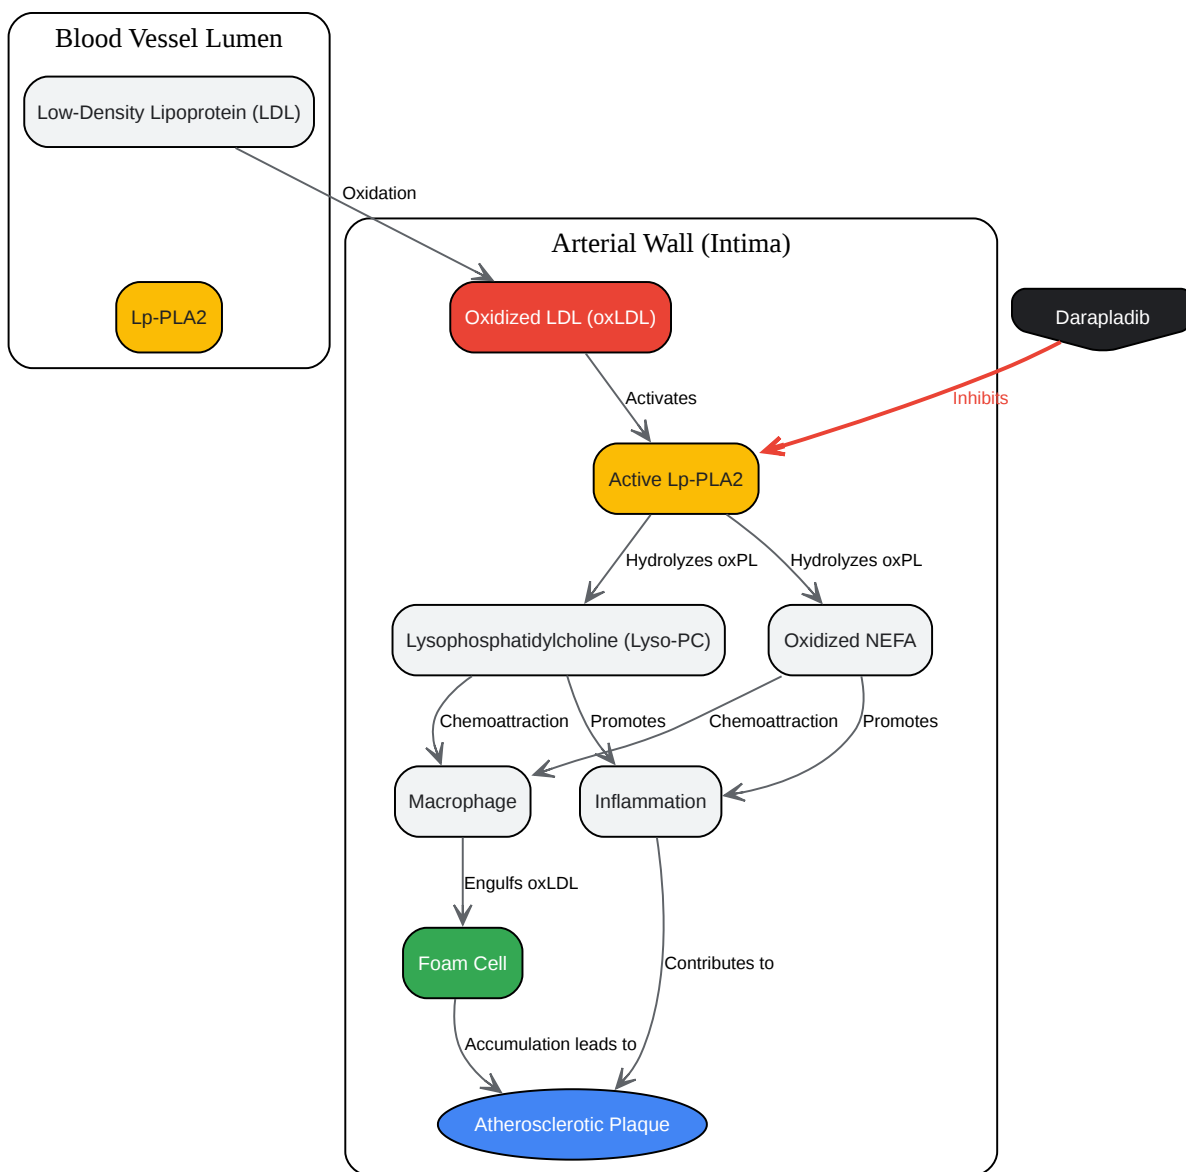 Blood Vessel Lumen
Low-Density Lipoprotein (LDL)
Oxidation
Arterial Wall (Intima)
Lp-PLA2
Oxidized LDL (oxLDL)
Darapladib
Activates
Inhibits
Active Lp-PLA2
Hydrolyzes oxPL
Hydrolyzes oxPL
Lysophosphatidylcholine (Lyso-PC)
Oxidized NEFA
Chemoattraction
Promotes
Chemoattraction
Promotes
Macrophage
Inflammation
Engulfs oxLDL
Foam Cell
Contributes to
Accumulation leads to
Atherosclerotic Plaque